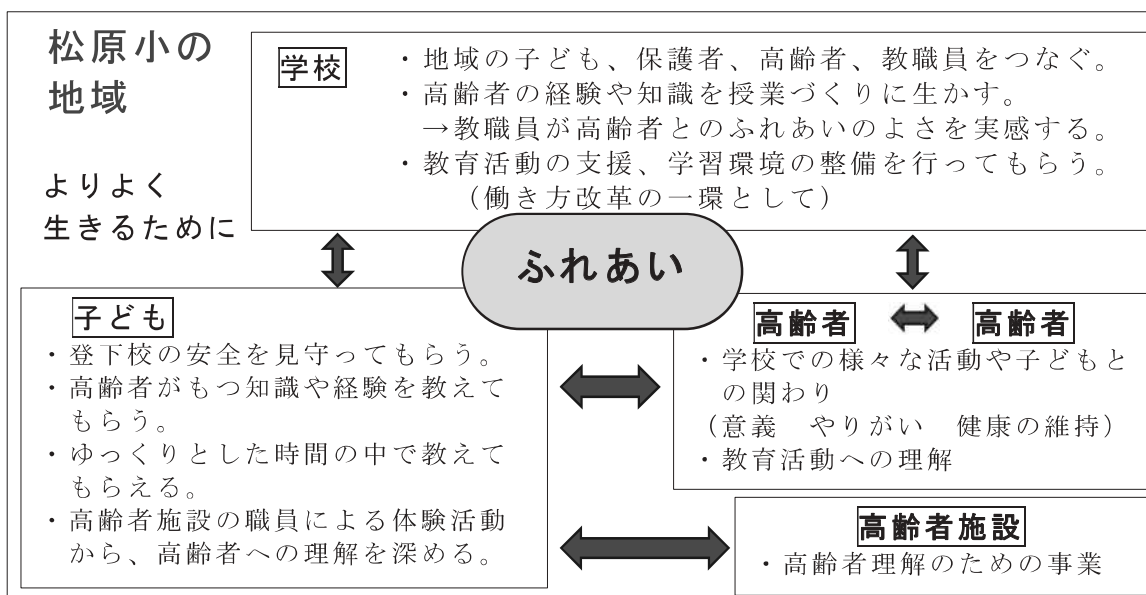 松原小の
地域
よりよく
生きるために
学校
・地域の子ども、保護者、高齢者、教職員をつなぐ。
・高齢者の経験や知識を授業づくりに生かす。
→教職員が高齢者とのふれあいのよさを実感する。
・教育活動の支援、学習環境の整備を行ってもらう。
(働き方改革の一環として)
ふれあい
子ども
・登下校の安全を見守ってもらう。
・高齢者がもつ知識や経験を教えて
もらう。
・ゆっくりとした時間の中で教えて
もらえる。
・高齢者施設の職員による体験活動
から、高齢者への理解を深める。
高齢者 高齢者
・学校での様々な活動や子どもと
の関わり
(意義 やりがい 健康の維持)
・教育活動への理解
高齢者施設
・高齢者理解のための事業